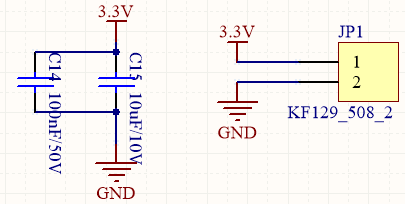 3.3V
C14 100nF/50V
C15 10uF/10V
GND
3.3V
JP1
1
2
KF129_508_2
GND